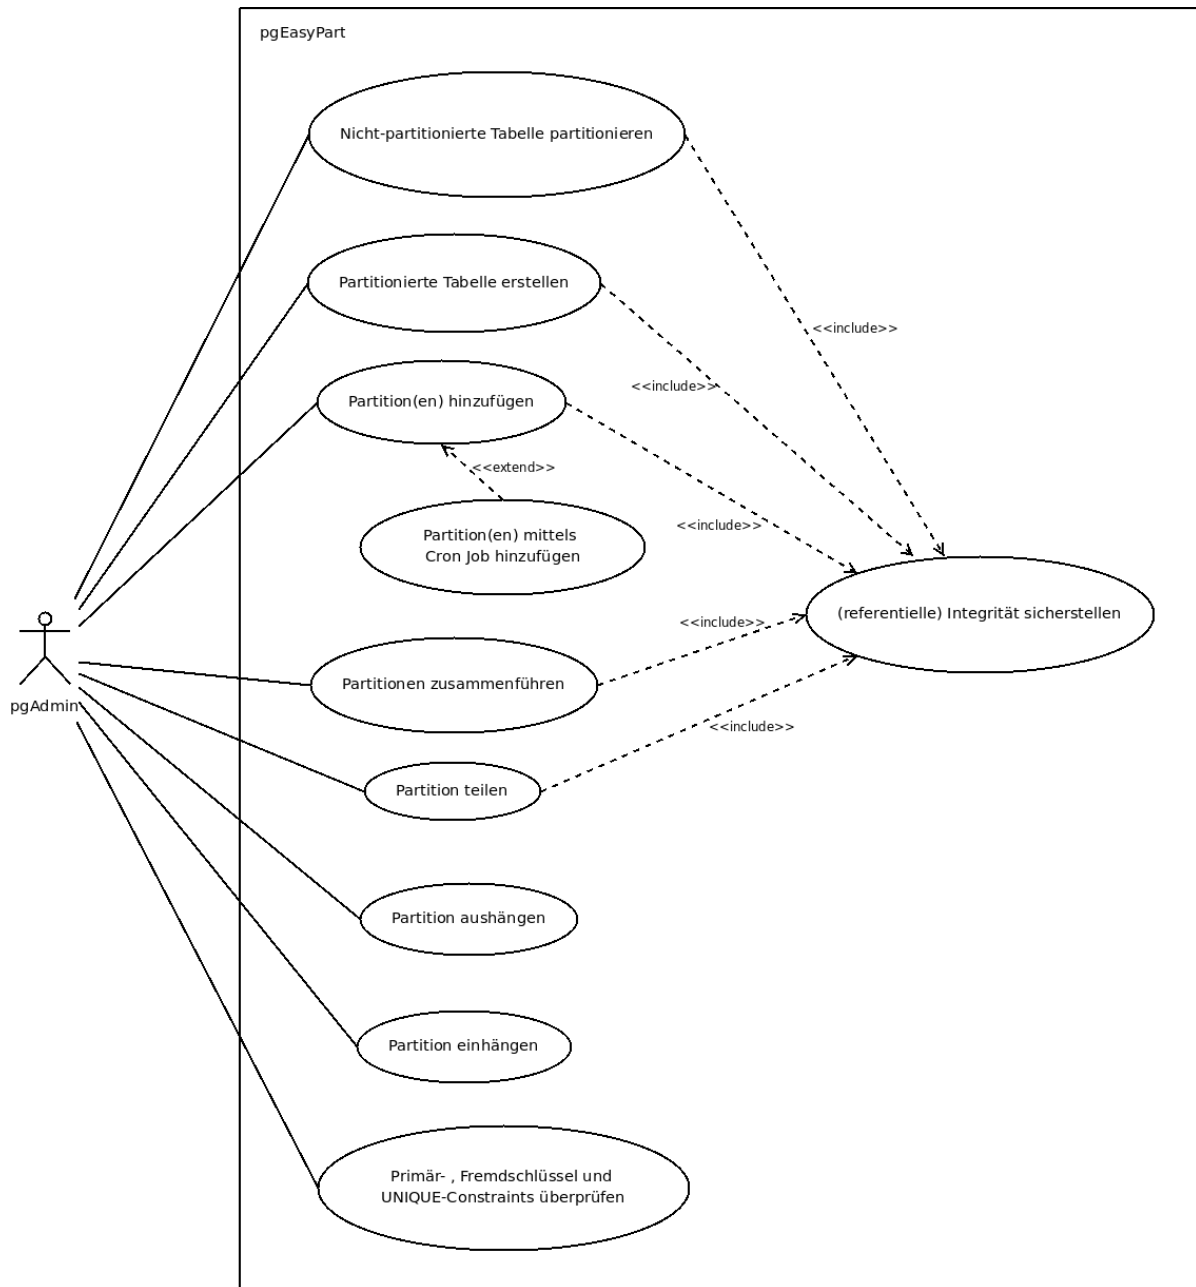 pgEasyPart
Nicht-partitionierte Tabelle partitionieren
Partitionierte Tabelle erstellen
<<include>>
<<include>>
Partition(en) hinzufügen
<<extend>>
<<include>>
Partition(en) mittels
Cron Job hinzufügen
(referentielle) Integrität sicherstellen
<<include>>
Partitionen zusammenführen
pgAdmin
<<include>>
Partition teilen
Partition aushängen
Partition einhängen
Primär- , Fremdschlüssel und
UNIQUE-Constraints überprüfen